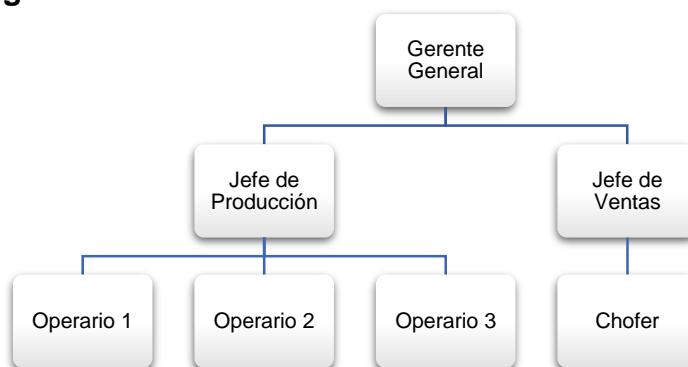 g
Gerente
General
Jefe de
Producción
Jefe de
Ventas
Operario 1
Operario 2
Operario 3
Chofer